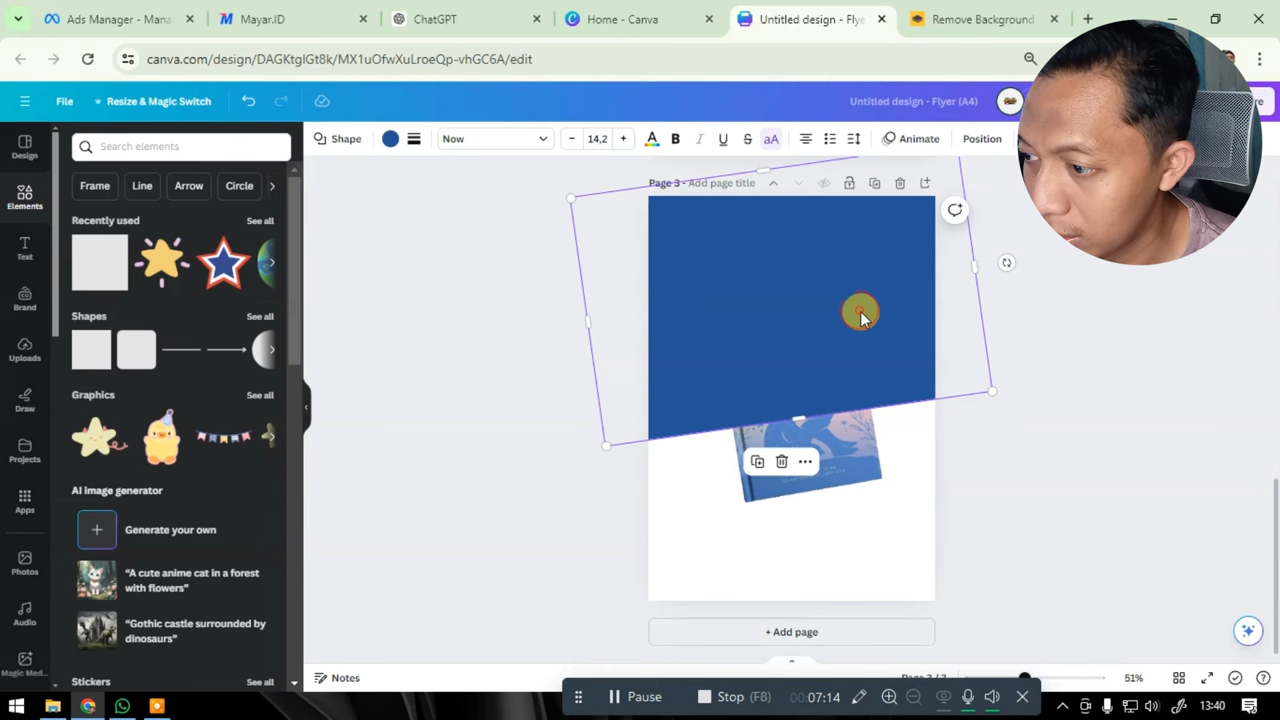 Ads Manager - Mana
Mayar.ID
ChatGPT
Home - Canva
Untitled design - Flye
Remove Background
canva.com/design/DAGKtgIGt8k/MX1uOfwXuLroeQp-vhGC6A/edit
File
Resize & Magic Switch
Untitled design - Flyer (A4)
Design
Elements
Text
Brand
Uploads
Draw
Projects
Apps
Photos
Audio
Magic Med...
Search elements
Frame
Line
Arrow
Circle
Recently used
See all
Shapes
See all
Graphics
See all
AI image generator
Generate your own
"A cute anime cat in a forest
with flowers"
"Gothic castle surrounded by
dinosaurs"
Stickers
See all
Shape
Now
14,2
A
B
I
U
S
aA
Animate
Position
Page 3 - Add page title
+ Add page
Notes
51%
Pause
Stop (F8)
00:07:14
13:40